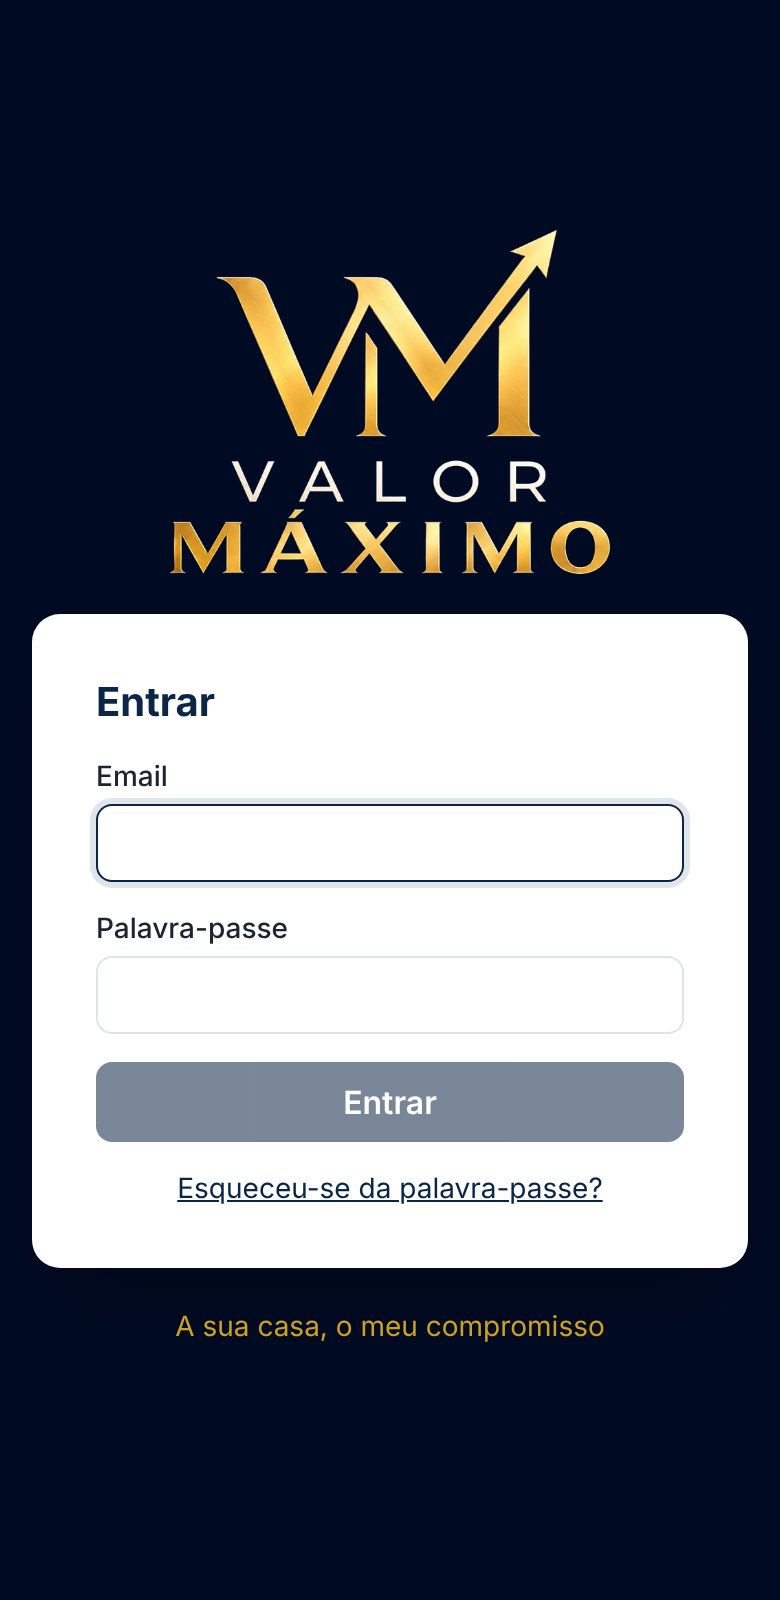 VM
VALOR
MÁXIMO
Entrar
Email
Palavra-passe
Entrar
Esqueceu-se da palavra-passe?
A sua casa, o meu compromisso